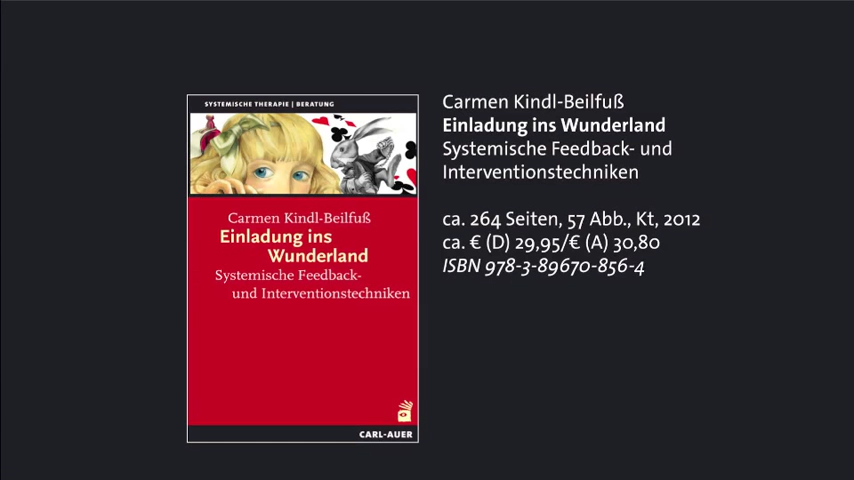 SYSTEMISCHE THERAPIE | BERATUNG
Carmen Kindl-Beilfuß
Einladung ins
Wunderland
Systemische Feedback-
und Interventionstechniken
CARL-AUER
Carmen Kindl-Beilfuß
Einladung ins Wunderland
Systemische Feedback- und
Interventionstechniken
ca. 264 Seiten, 57 Abb., Kt, 2012
ca. € (D) 29,95/€ (A) 30,80
ISBN 978-3-89670-856-4